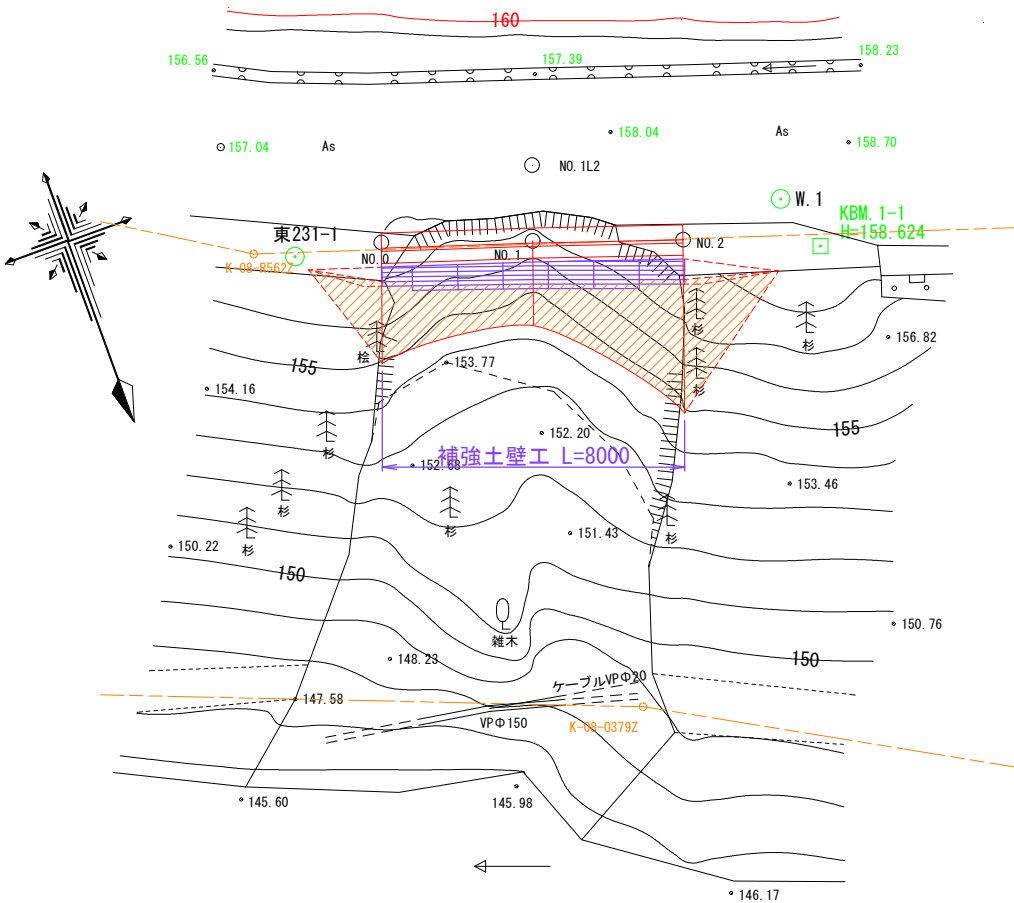 160
156.56
157.39
158.23
157.04
As
158.04
As
158.70
NO.1L2
W.1
KBM.1-1
H=158.624
東231-1
NO.0
NO.1
NO.2
K-08-R562Z
杉
杉
156.82
桧
155
153.77
杉
154.16
155
杉
152.20
補強土壁工 L=8000
152.68
153.46
杉
杉
杉
杉
151.43
150.22
150
雑木
150.76
148.23
150
ケーブルVPΦ20
147.58
VPΦ150
K-08-0379Z
145.60
145.98
146.17